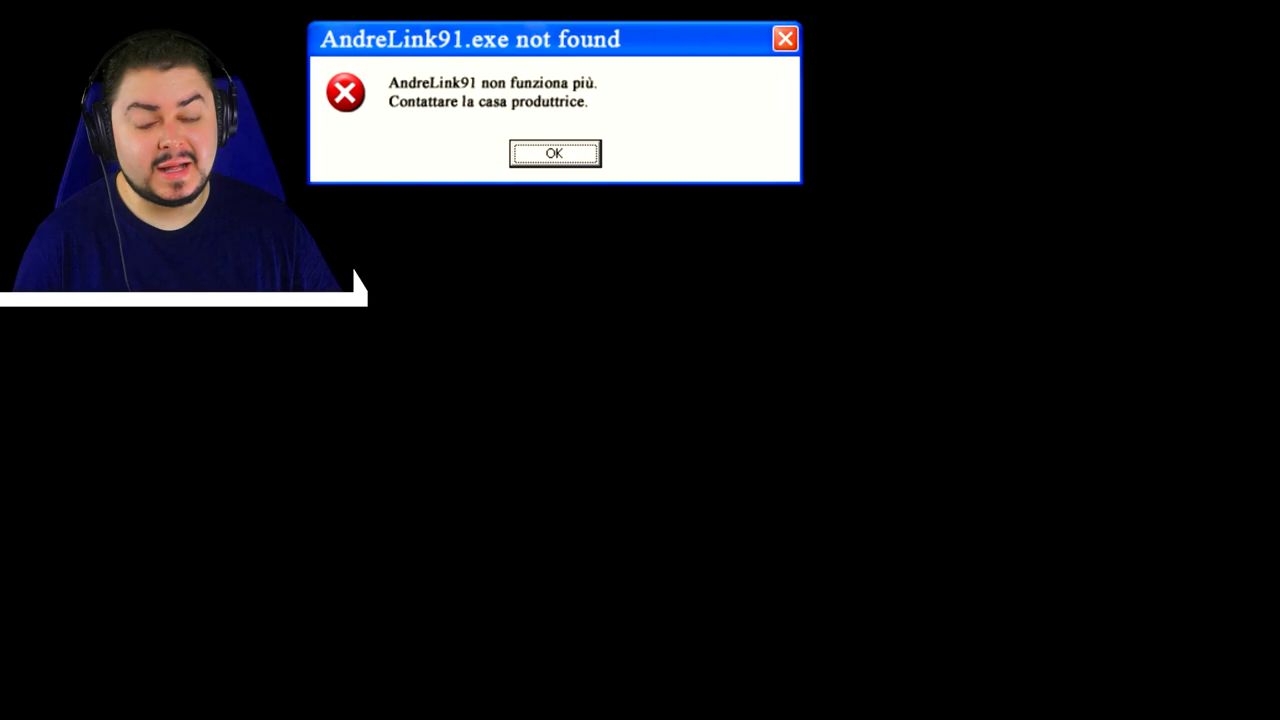 AndreLink91.exe not found
AndreLink91 non funziona più.
Contattare la casa produttrice.
OK